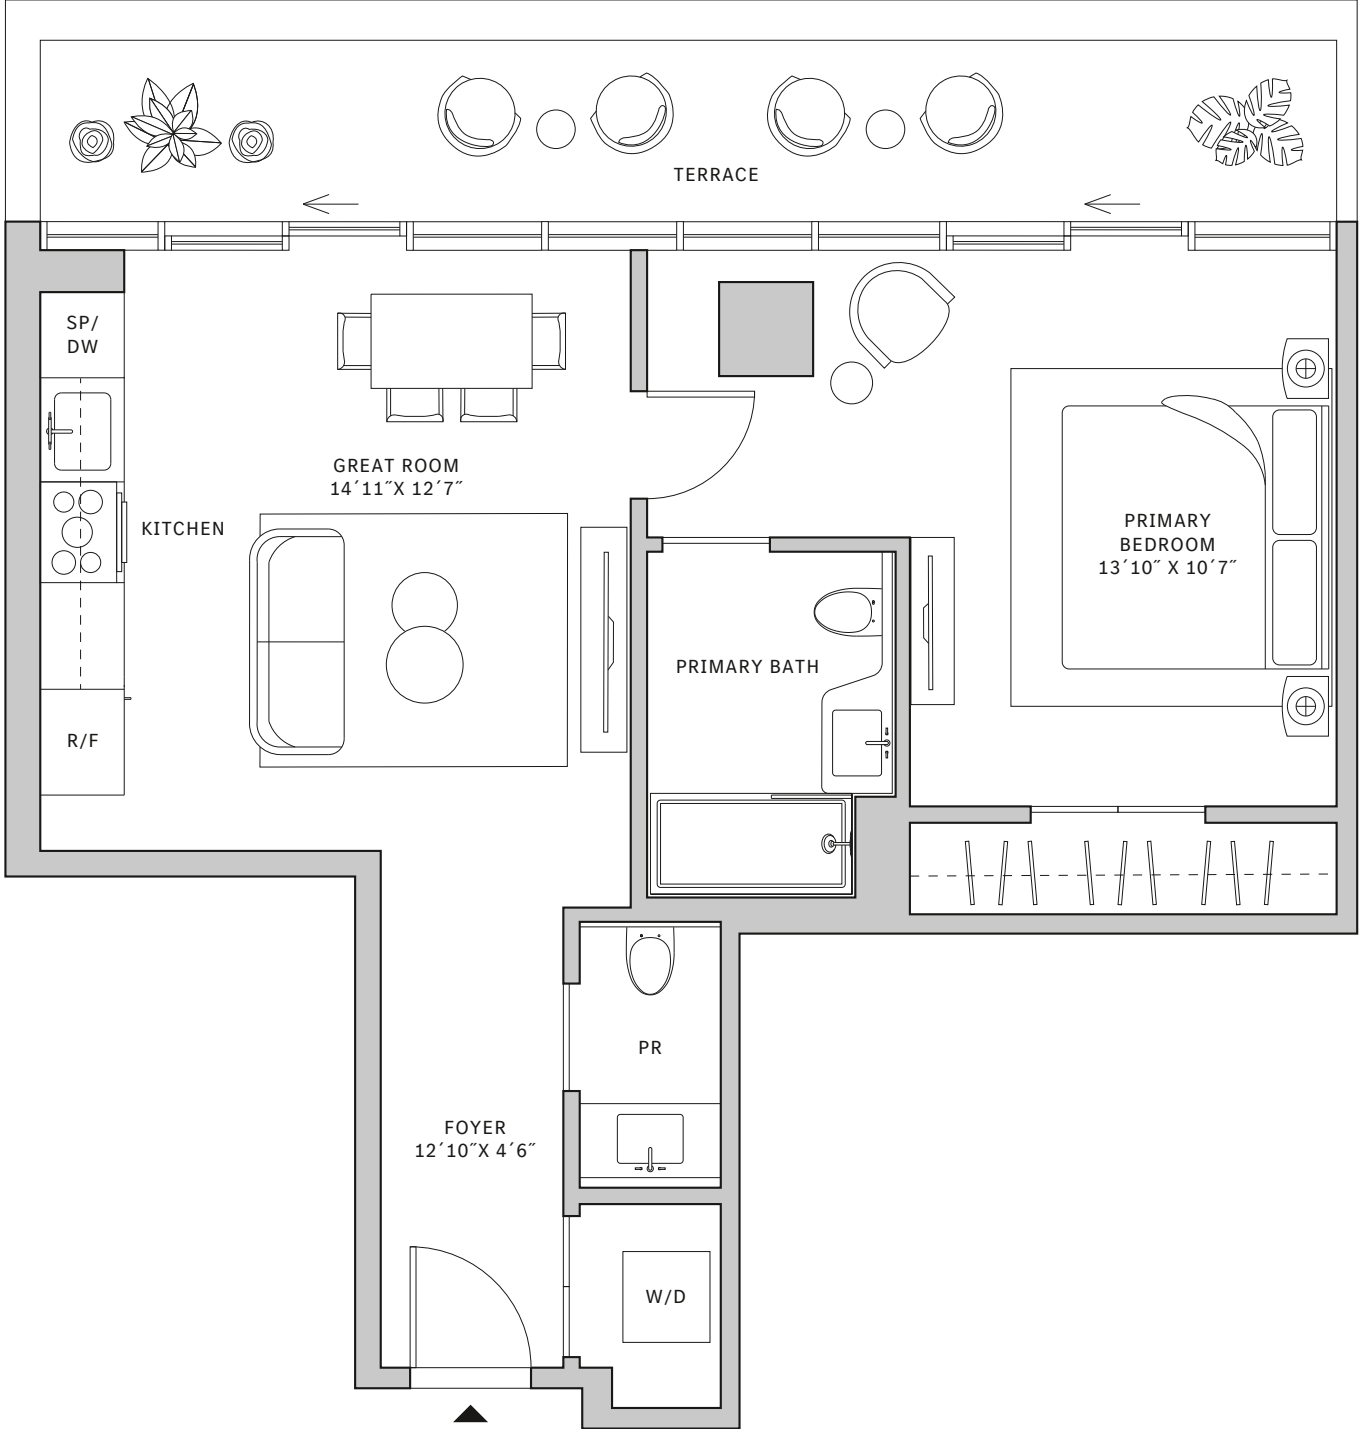 TERRACE
SP/
DW
GREAT ROOM
14´11˝X 12´7˝
KITCHEN
PRIMARY
BEDROOM
13´10˝ X 10´7˝
PRIMARY BATH
R/F
PR
FOYER
12´10˝X 4´6˝
W/D